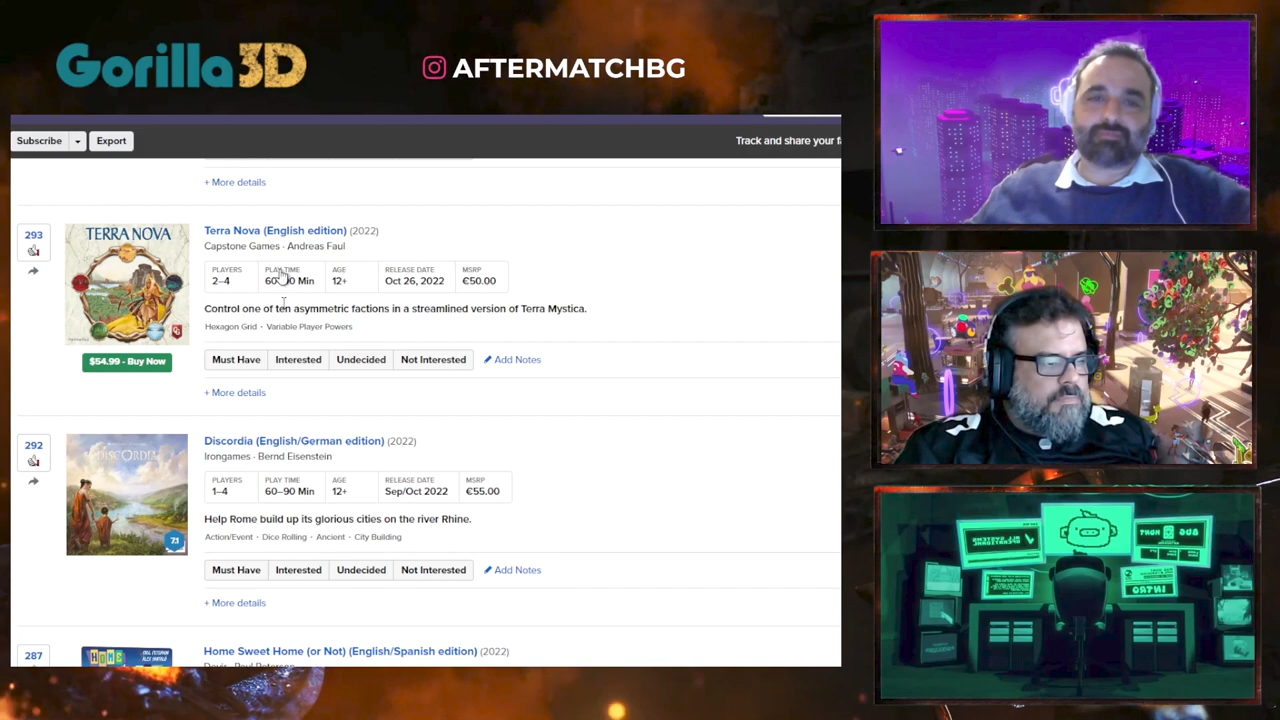 Gorilla3D
AFTERMATCHBG
Subscribe
Export
Track and share your f
+ More details
293
TERRA NOVA
$54.99 - Buy Now
Terra Nova (English edition) (2022)
Capstone Games · Andreas Faul
PLAYERS
2–4
PLAY TIME
Min
AGE
12+
RELEASE DATE
Oct 26, 2022
MSRP
€50.00
Control one of ten asymmetric factions in a streamlined version of Terra Mystica.
Hexagon Grid · Variable Player Powers
Must Have
Interested
Undecided
Not Interested
Add Notes
+ More details
292
DISCORDIA
Discordia (English/German edition) (2022)
Irongames · Bernd Eisenstein
PLAYERS
1–4
PLAY TIME
60–90 Min
AGE
12+
RELEASE DATE
Sep/Oct 2022
MSRP
€55.00
Help Rome build up its glorious cities on the river Rhine.
Action/Event · Dice Rolling · Ancient · City Building
Must Have
Interested
Undecided
Not Interested
Add Notes
+ More details
287
HOME
Home Sweet Home (or Not) (English/Spanish edition) (2022)